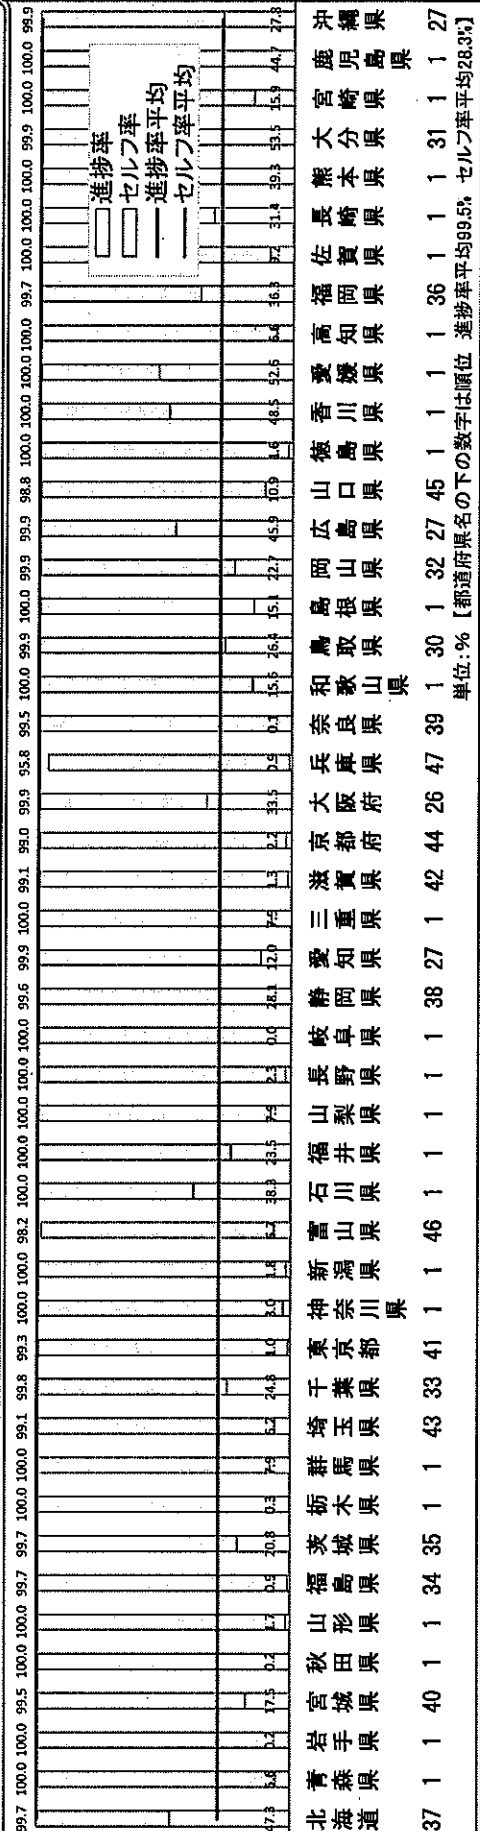 99.7 100.0 100.0 99.5 100.0 100.0 99.7 99.7 100.0 100.0 99.1 99.8 99.3 100.0 100.0 98.2 100.0 100.0 100.0 100.0 100.0 99.6 99.9 100.0 99.1 99.0 99.9 95.8 99.5 100.0 99.9 100.0 99.9 99.9 98.8 100.0 100.0 100.0 100.0 99.7 100.0 100.0 100.0 99.9 100.0 100.0 99.9
進捗率
セルフ率
進捗率平均
セルフ率平均
47.3 5.6 0.2 17.5 0.2 1.7 0.9 20.8 0.3 7.9 5.2 24.8 1.0 3.0 1.8 5.7 38.3 23.5 7.9 2.3 0.0 28.1 12.0 7.9 1.3 2.2 33.5 0.9 0.1 15.6 26.4 15.1 22.7 45.9 10.9 1.6 48.5 52.6 6.6 36.3 9.2 31.4 39.3 53.5 15.9 44.7 27.8
北海道 青森県 岩手県 宮城県 秋田県 山形県 福島県 茨城県 栃木県 群馬県 埼玉県 千葉県 東京都 神奈川県 新潟県 富山県 石川県 福井県 山梨県 長野県 岐阜県 静岡県 愛知県 三重県 滋賀県 京都府 大阪府 兵庫県 奈良県 和歌山県 鳥取県 島根県 岡山県 広島県 山口県 徳島県 香川県 愛媛県 高知県 福岡県 佐賀県 長崎県 熊本県 大分県 宮崎県 鹿児島県 沖縄県
37 1 1 40 1 1 34 35 1 1 43 33 41 1 1 46 1 1 1 1 1 38 27 1 42 44 26 47 39 1 30 1 32 27 45 1 1 1 1 36 1 1 1 31 1 1 27
単位:% 【都道府県名の下の数字は順位 進捗率平均99.5% セルフ率平均28.3%】